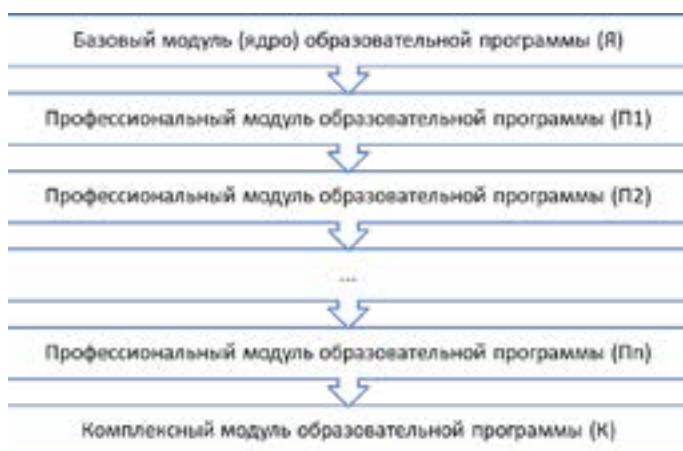 Базовый модуль (ядро) образовательной программы (Я)
Профессиональный модуль образовательной программы (П1)
Профессиональный модуль образовательной программы (П2)
...
Профессиональный модуль образовательной программы (Пn)
Комплексный модуль образовательной программы (К)